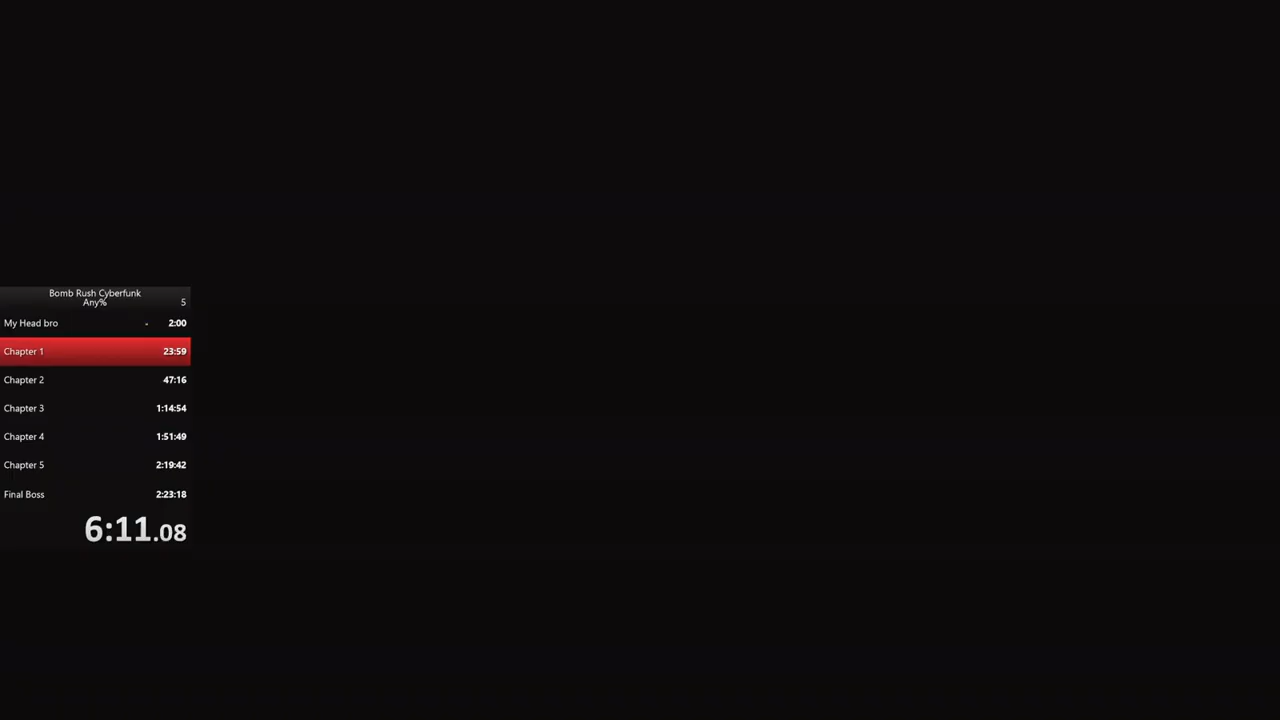 Bomb Rush Cyberfunk
Any% 5
My Head bro - 2:00
Chapter 1 23:59
Chapter 2 47:16
Chapter 3 1:14:54
Chapter 4 1:51:49
Chapter 5 2:19:42
Final Boss 2:23:18
6:11.08